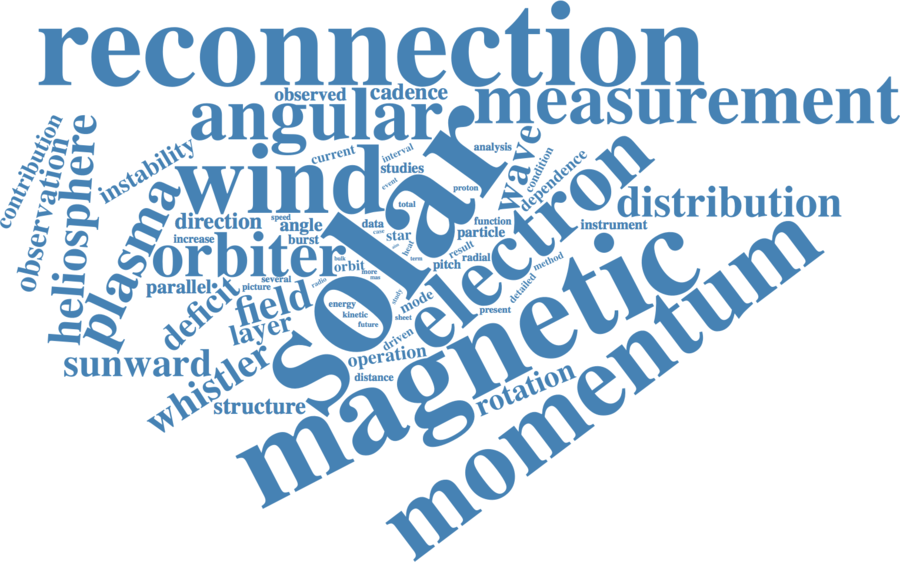 reconnection
observed
cadence
measurement
angular
contribution
heliosphere
observation
instability
current
interval
studies
analysis
wave
condition
dependence
wind
event
proton
solar
electron
plasma
total
distribution
direction
speed
angle
data
case
star
function
particle
instrument
increase
burst
orbiter
bulk
orbit
more
man
heat
term
result
pitch
radial
method
detailed
parallel
several
picture
radio
deficit
field
energy
study
mode
kinetic
sheet
future
present
magnetic
momentum
layer
driven
sunward
whistler
operation
distance
structure
rotation